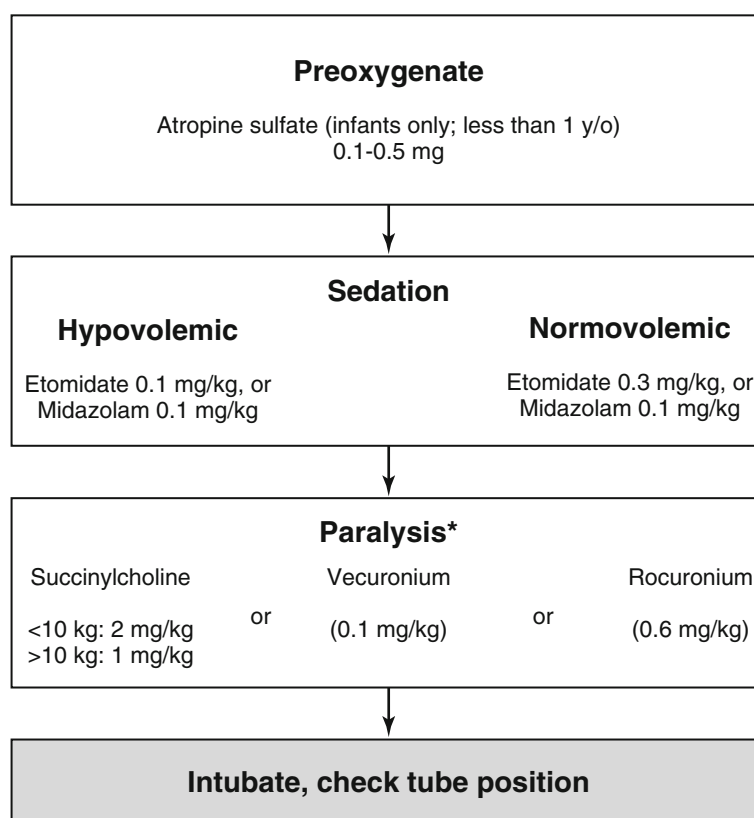 Preoxygenate
Atropine sulfate (infants only; less than 1 y/o)
0.1-0.5 mg
Sedation
Hypovolemic
Etomidate 0.1 mg/kg, or
Midazolam 0.1 mg/kg
Normovolemic
Etomidate 0.3 mg/kg, or
Midazolam 0.1 mg/kg
Paralysis*
Succinylcholine
<10 kg: 2 mg/kg
>10 kg: 1 mg/kg
or
Vecuronium
(0.1 mg/kg)
or
Rocuronium
(0.6 mg/kg)
Intubate, check tube position